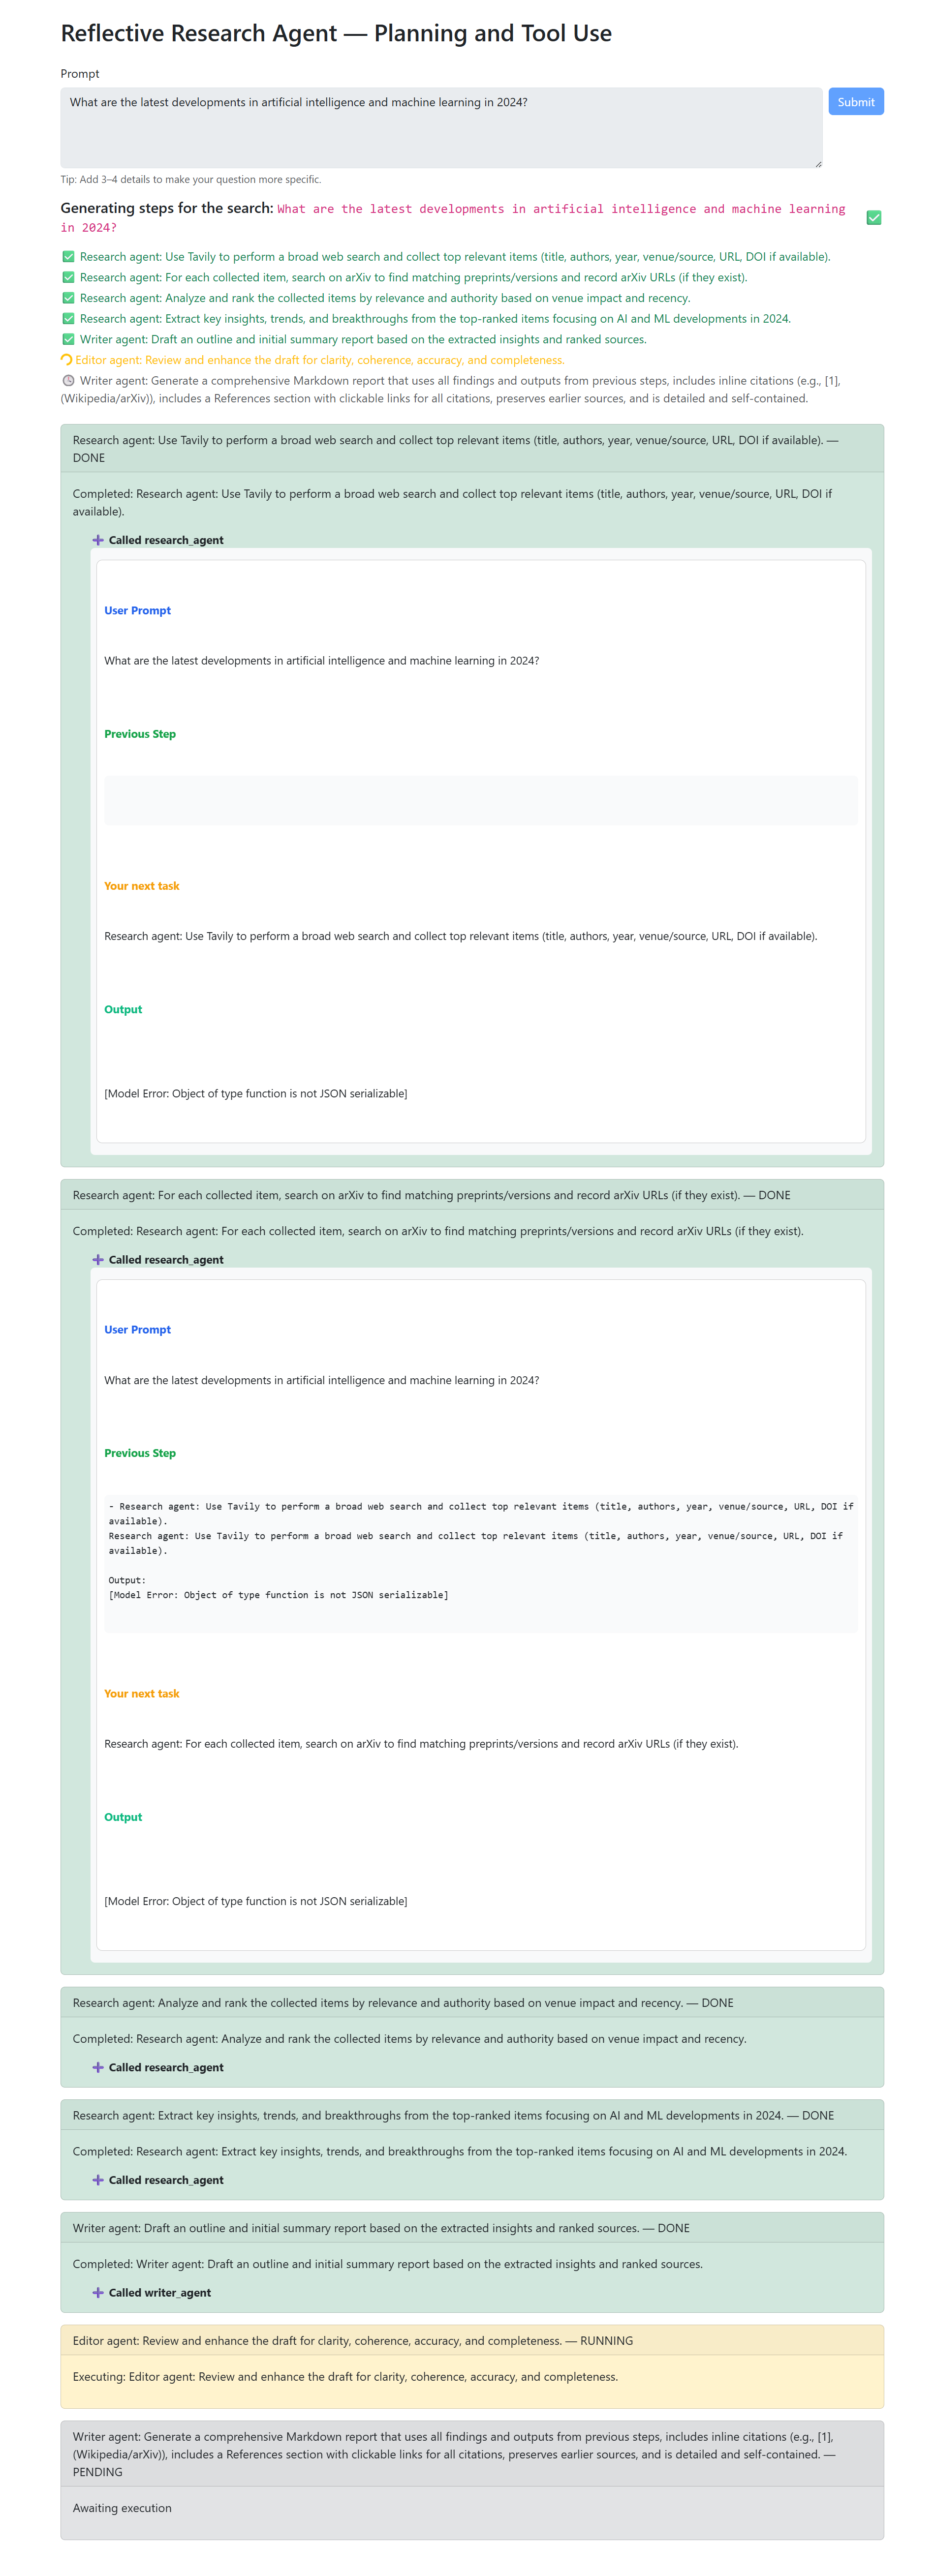 Reflective Research Agent — Planning and Tool Use
Prompt
What are the latest developments in artificial intelligence and machine learning in 2024?
Submit
Tip: Add 3–4 details to make your question more specific.
Generating steps for the search: What are the latest developments in artificial intelligence and machine learning
in 2024?
✅ Research agent: Use Tavily to perform a broad web search and collect top relevant items (title, authors, year, venue/source, URL, DOI if available).
✅ Research agent: For each collected item, search on arXiv to find matching preprints/versions and record arXiv URLs (if they exist).
✅ Research agent: Analyze and rank the collected items by relevance and authority based on venue impact and recency.
✅ Research agent: Extract key insights, trends, and breakthroughs from the top-ranked items focusing on AI and ML developments in 2024.
✅ Writer agent: Draft an outline and initial summary report based on the extracted insights and ranked sources.
Editor agent: Review and enhance the draft for clarity, coherence, accuracy, and completeness.
🕒 Writer agent: Generate a comprehensive Markdown report that uses all findings and outputs from previous steps, includes inline citations (e.g., [1],
(Wikipedia/arXiv)), includes a References section with clickable links for all citations, preserves earlier sources, and is detailed and self-contained.
Research agent: Use Tavily to perform a broad web search and collect top relevant items (title, authors, year, venue/source, URL, DOI if available). —
DONE
Completed: Research agent: Use Tavily to perform a broad web search and collect top relevant items (title, authors, year, venue/source, URL, DOI if
available).
➕ Called research_agent
User Prompt
What are the latest developments in artificial intelligence and machine learning in 2024?
Previous Step
Your next task
Research agent: Use Tavily to perform a broad web search and collect top relevant items (title, authors, year, venue/source, URL, DOI if available).
Output
[Model Error: Object of type function is not JSON serializable]
Research agent: For each collected item, search on arXiv to find matching preprints/versions and record arXiv URLs (if they exist). — DONE
Completed: Research agent: For each collected item, search on arXiv to find matching preprints/versions and record arXiv URLs (if they exist).
➕ Called research_agent
User Prompt
What are the latest developments in artificial intelligence and machine learning in 2024?
Previous Step
- Research agent: Use Tavily to perform a broad web search and collect top relevant items (title, authors, year, venue/source, URL, DOI if
available).
Research agent: Use Tavily to perform a broad web search and collect top relevant items (title, authors, year, venue/source, URL, DOI if
available).
Output:
[Model Error: Object of type function is not JSON serializable]
Your next task
Research agent: For each collected item, search on arXiv to find matching preprints/versions and record arXiv URLs (if they exist).
Output
[Model Error: Object of type function is not JSON serializable]
Research agent: Analyze and rank the collected items by relevance and authority based on venue impact and recency. — DONE
Completed: Research agent: Analyze and rank the collected items by relevance and authority based on venue impact and recency.
➕ Called research_agent
Research agent: Extract key insights, trends, and breakthroughs from the top-ranked items focusing on AI and ML developments in 2024. — DONE
Completed: Research agent: Extract key insights, trends, and breakthroughs from the top-ranked items focusing on AI and ML developments in 2024.
➕ Called research_agent
Writer agent: Draft an outline and initial summary report based on the extracted insights and ranked sources. — DONE
Completed: Writer agent: Draft an outline and initial summary report based on the extracted insights and ranked sources.
➕ Called writer_agent
Editor agent: Review and enhance the draft for clarity, coherence, accuracy, and completeness. — RUNNING
Executing: Editor agent: Review and enhance the draft for clarity, coherence, accuracy, and completeness.
Writer agent: Generate a comprehensive Markdown report that uses all findings and outputs from previous steps, includes inline citations (e.g., [1],
(Wikipedia/arXiv)), includes a References section with clickable links for all citations, preserves earlier sources, and is detailed and self-contained. —
PENDING
Awaiting execution